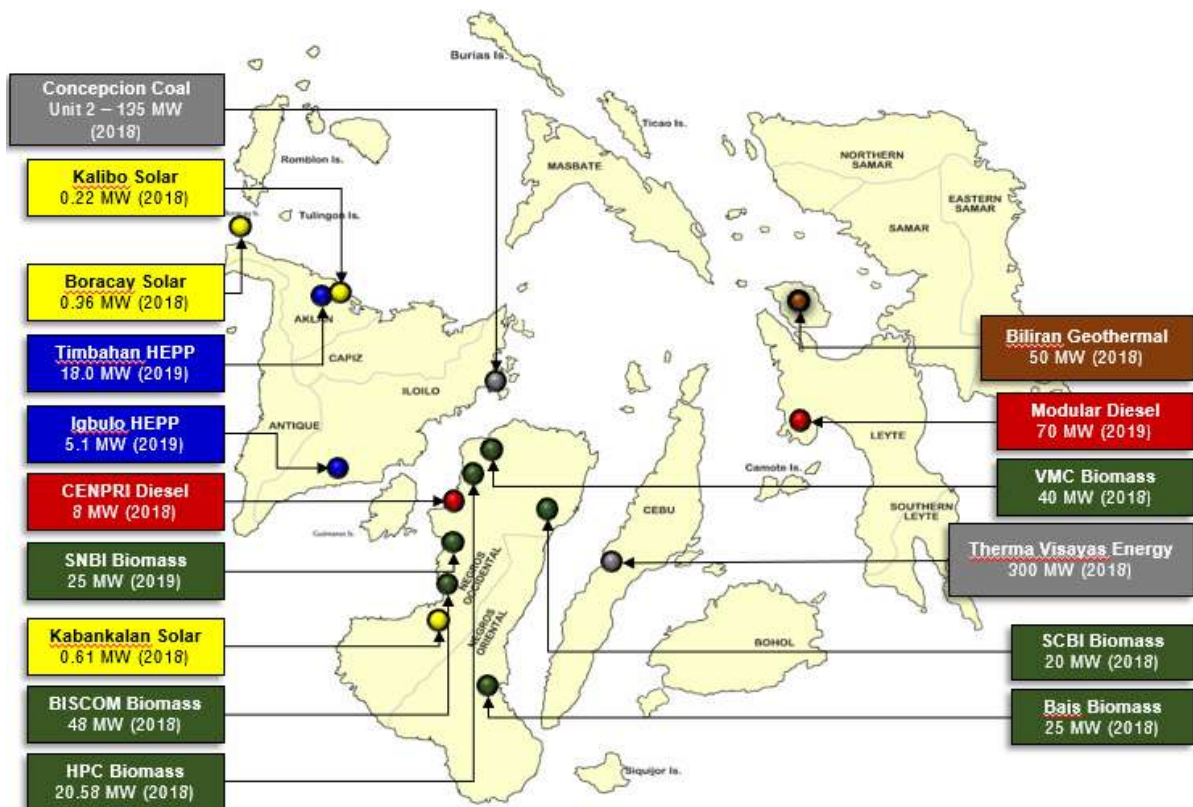 Concepcion Coal
Unit 2 – 135 MW
(2018)
Kalibo Solar
0.22 MW (2018)
Boracay Solar
0.36 MW (2018)
Timbahan HEPP
18.0 MW (2019)
Igbulo HEPP
5.1 MW (2019)
CENPRI Diesel
8 MW (2018)
SNBI Biomass
25 MW (2019)
Kabankalan Solar
0.61 MW (2018)
BISCOM Biomass
48 MW (2018)
HPC Biomass
20.58 MW (2018)
Burias Is.
Ticao Is.
Romblon Is.
Tulingon Is.
MASBATE
NORTHERN
SAMAR
EASTERN
SAMAR
SAMAR
AKLAN
CAPIZ
ILOILO
ANTIQUE
Guimaras Is.
NEGROS
OCCIDENTAL
NEGROS
ORIENTAL
CEBU
Camote Is.
LEYTE
SOUTHERN
LEYTE
BOHOL
Siquijor Is.
Biliran Geothermal
50 MW (2018)
Modular Diesel
70 MW (2019)
VMC Biomass
40 MW (2018)
Therma Visayas Energy
300 MW (2018)
SCBI Biomass
20 MW (2018)
Bais Biomass
25 MW (2018)